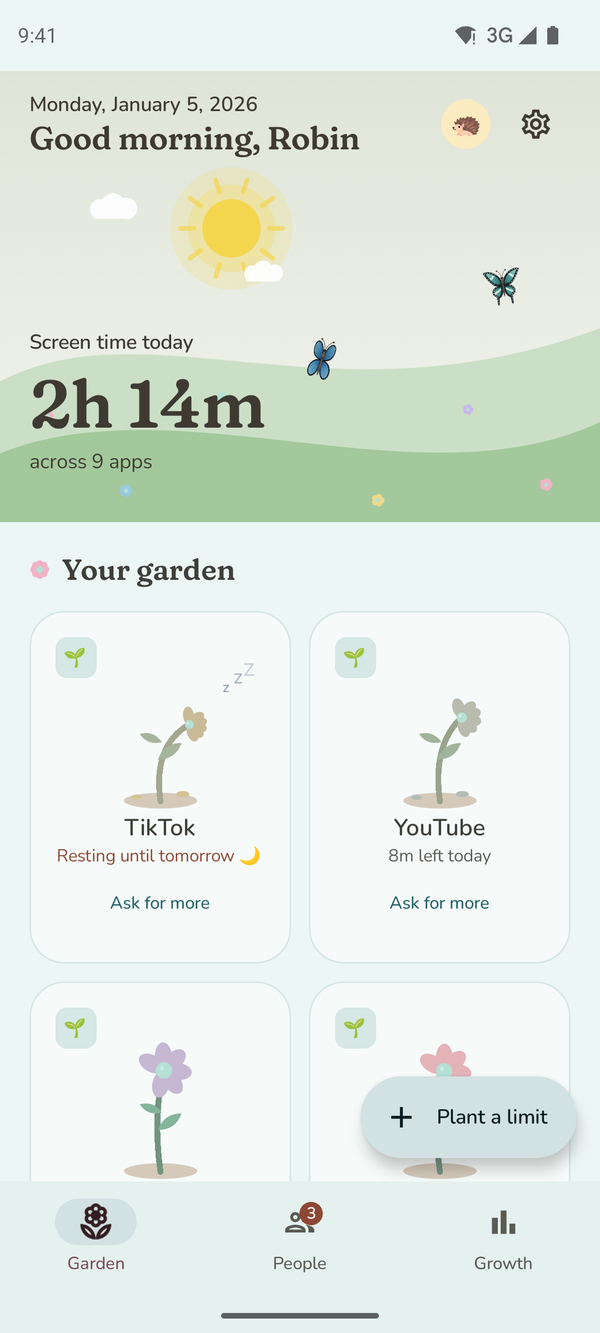 9:41
3G
Monday, January 5, 2026
Good morning, Robin
Screen time today
2h 14m
across 9 apps
Your garden
z z Z
TikTok
Resting until tomorrow 🌙
Ask for more
YouTube
8m left today
Ask for more
Plant a limit
3
Garden
People
Growth